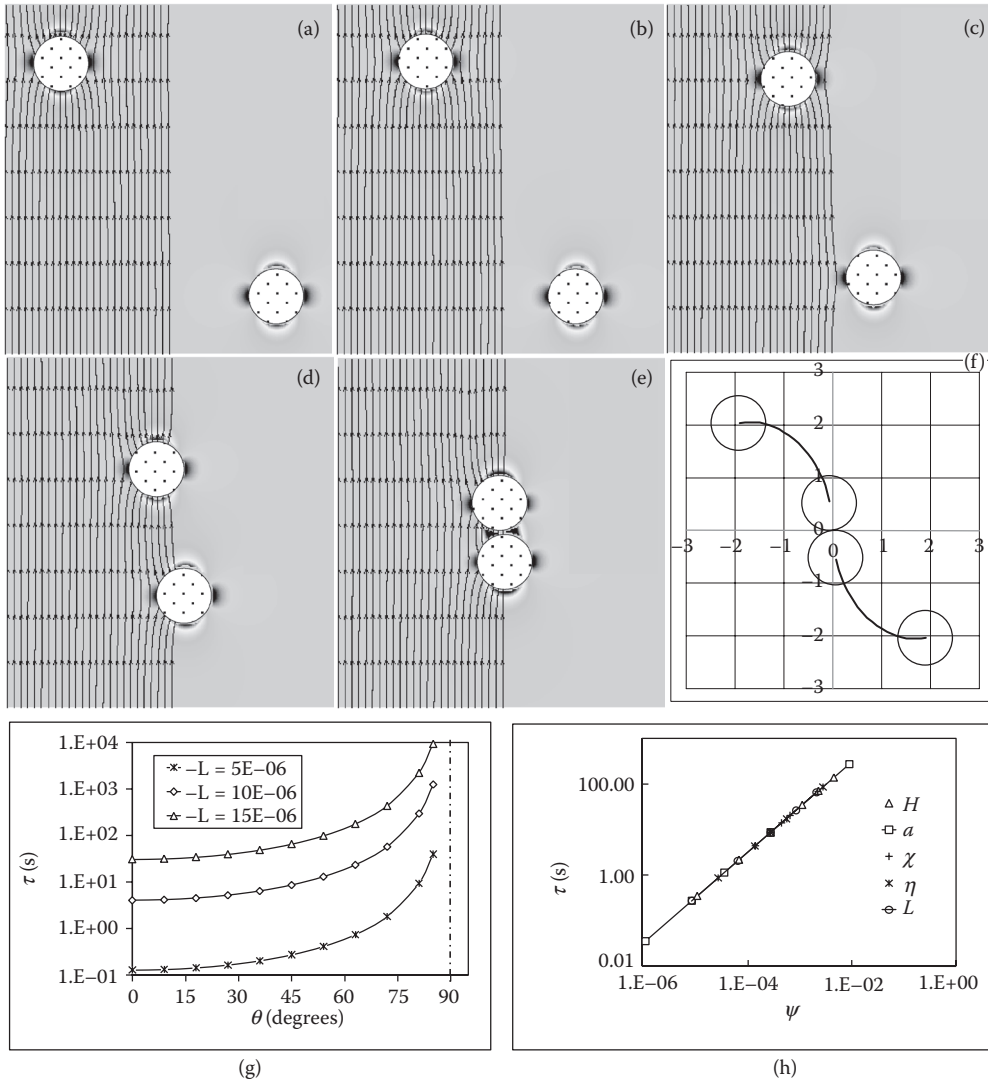 (a)
(b)
(c)
(d)
(e)
(f)
3
2
1
0
−3 −2 −1 0 1 2 3
−1
−2
−3
1.E+04
1.E+03
1.E+02
1.E+01
1.E+00
1.E−01
τ (s)
−L = 5E−06
−L = 10E−06
−L = 15E−06
0 15 30 45 60 75 90
θ (degrees)
(g)
100.00
1.00
0.01
τ (s)
H
a
χ
η
L
1.E−06 1.E−04 1.E−02 1.E+00
ψ
(h)